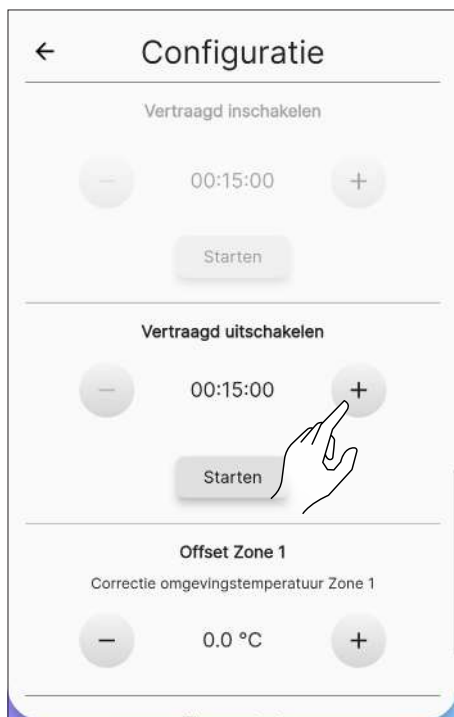 ← Configuratie
Vertraagd inschakelen
− 00:15:00 +
Starten
Vertraagd uitschakelen
− 00:15:00 +
Starten
Offset Zone 1
Correctie omgevingstemperatuur Zone 1
− 0.0 °C +